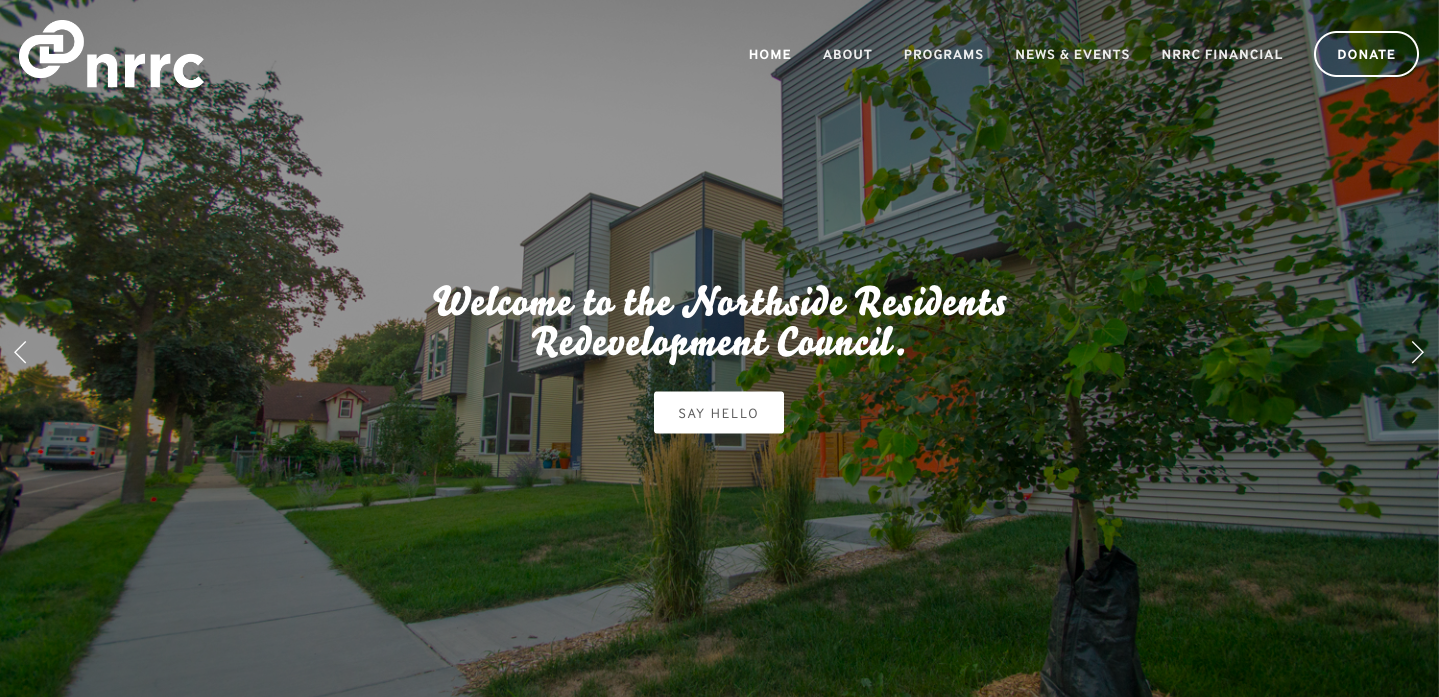 nrrc
HOME ABOUT PROGRAMS NEWS & EVENTS NRRC FINANCIAL DONATE
Welcome to the Northside Residents
Redevelopment Council.
SAY HELLO